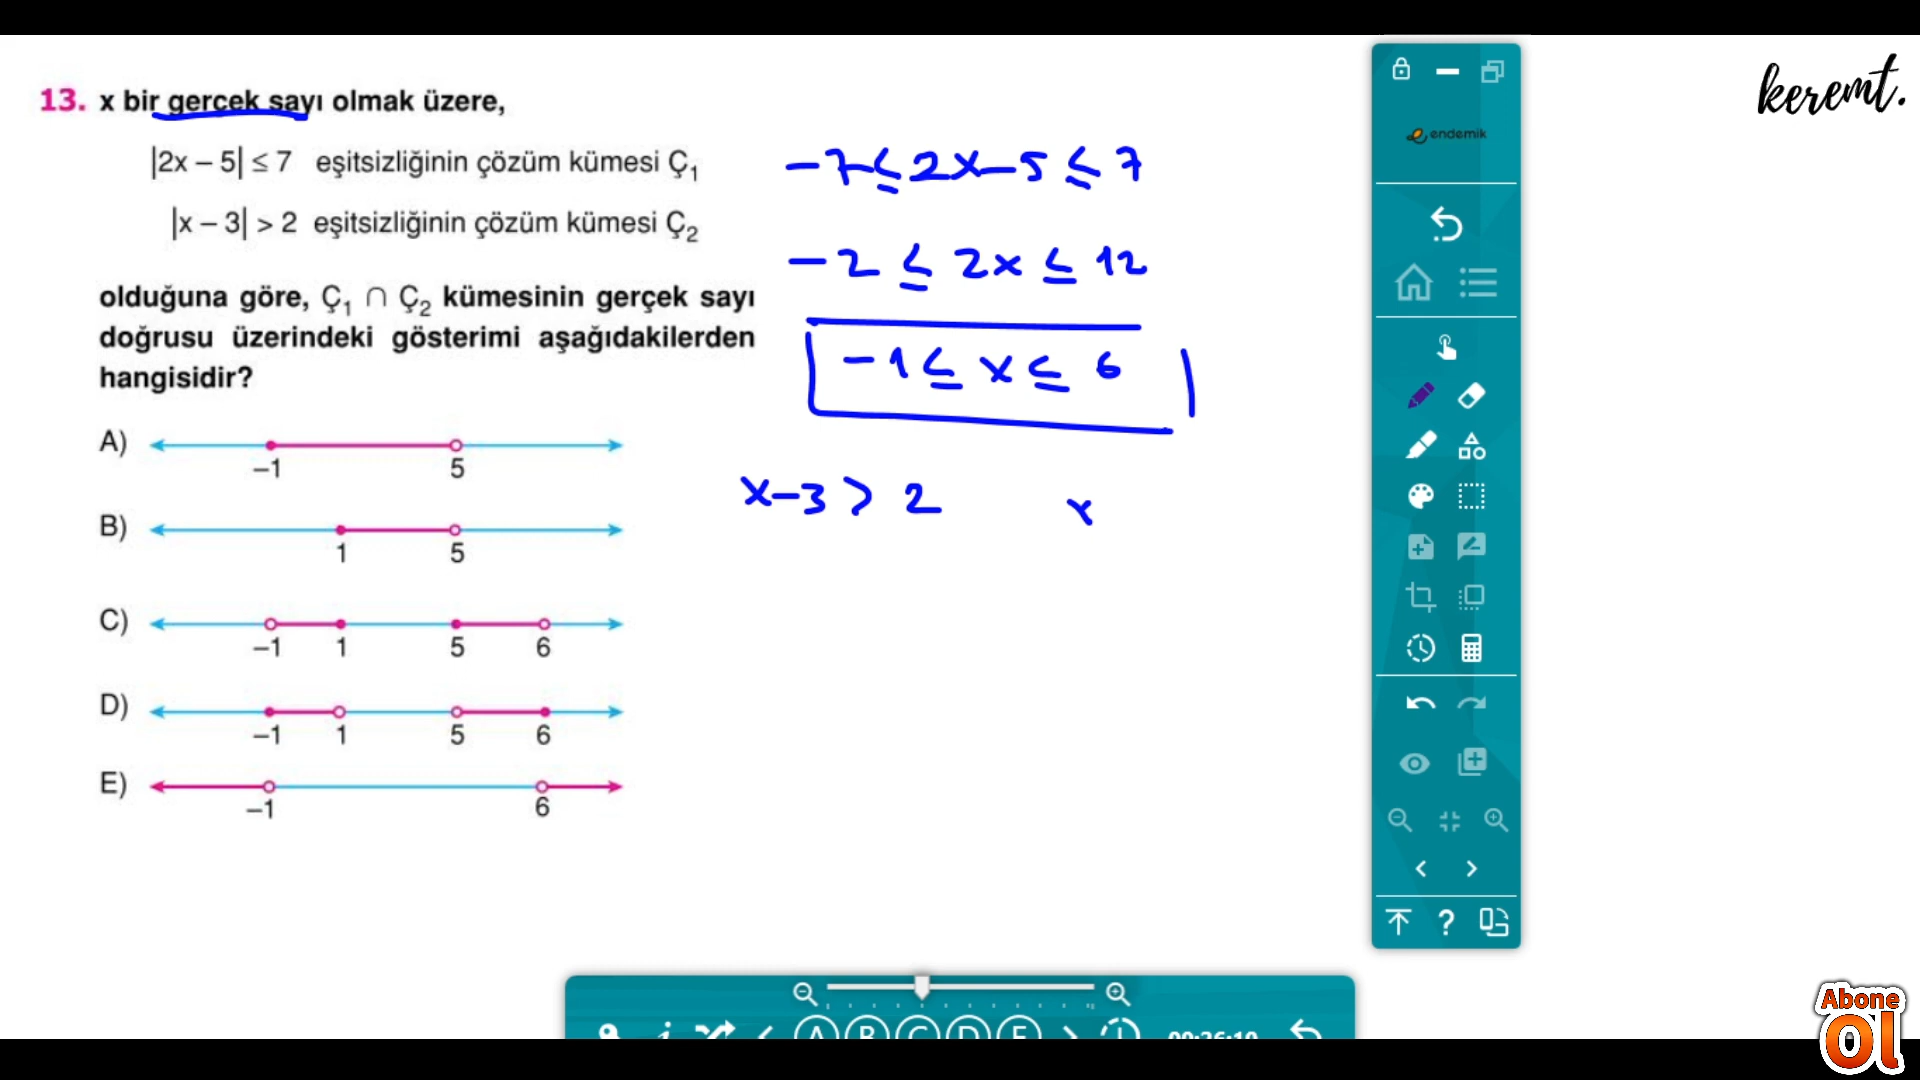 keremt.
endemik
13. x bir gerçek sayı olmak üzere,
|2x – 5| ≤ 7 eşitsizliğinin çözüm kümesi Ç₁
|x – 3| > 2 eşitsizliğinin çözüm kümesi Ç₂
olduğuna göre, Ç₁ ∩ Ç₂ kümesinin gerçek sayı
doğrusu üzerindeki gösterimi aşağıdakilerden
hangisidir?
A) –1 5
B) 1 5
C) –1 1 5 6
D) –1 1 5 6
E) –1 6
-7 ≤ 2x-5 ≤ 7
-2 ≤ 2x ≤ 12
-1 ≤ x ≤ 6
x-3 > 2 x
?
A B C D E
Abone
Ol